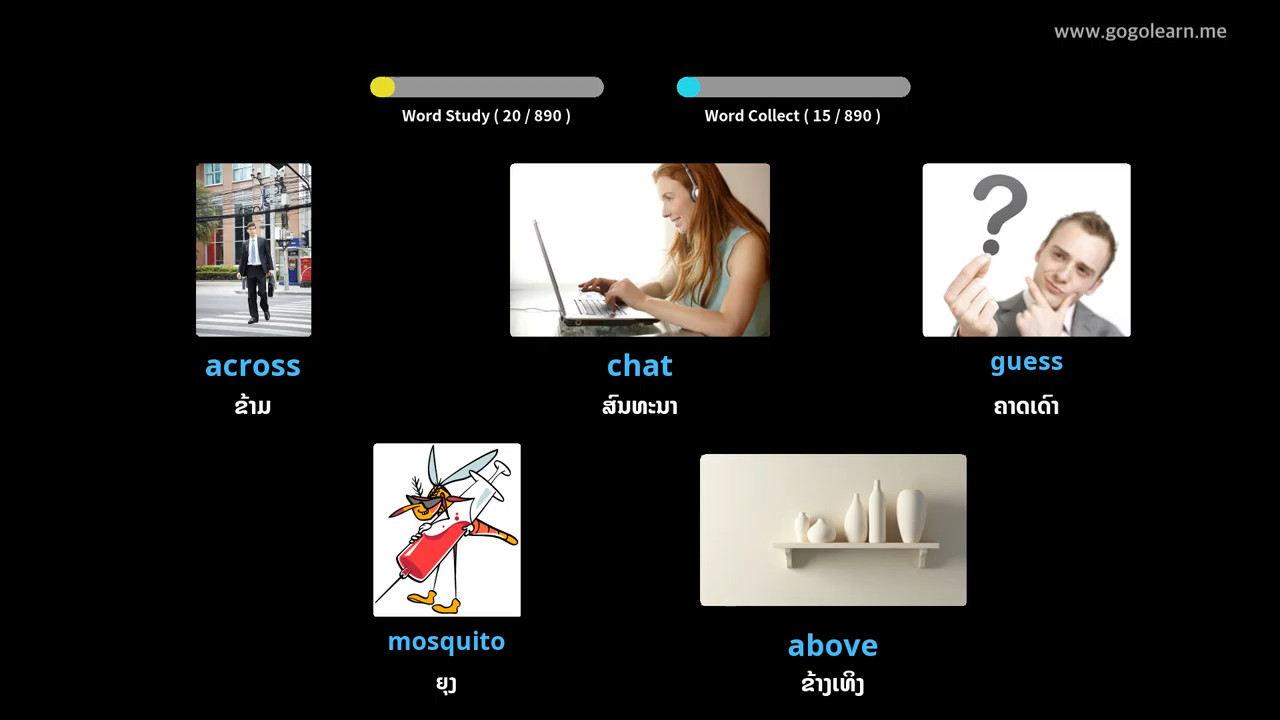 www.gogolearn.me
Word Study ( 20 / 890 )
Word Collect ( 15 / 890 )
across
ຂ້າມ
chat
ສົນທະນາ
guess
ຄາດເດົາ
mosquito
ຍຸງ
above
ຂ້າງເທິງ